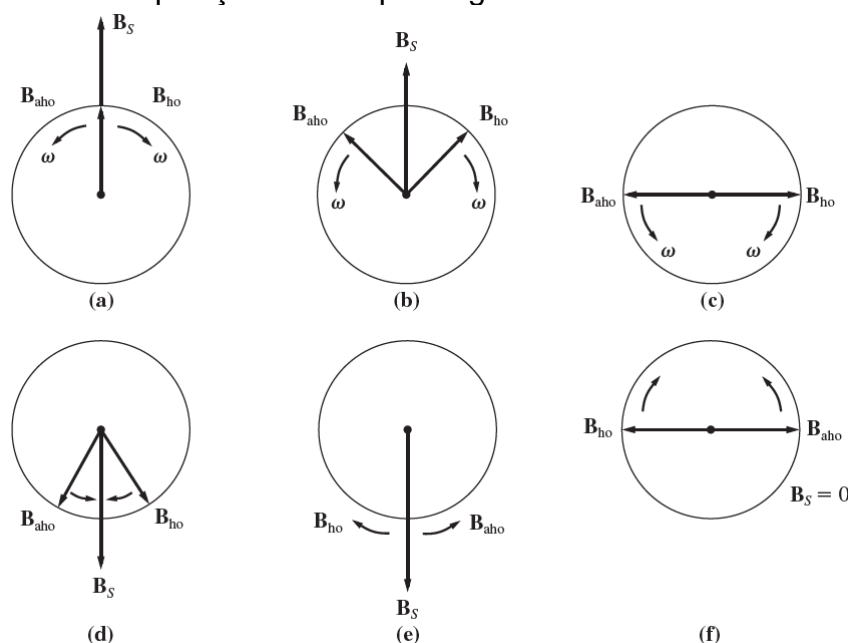 B_S
B_aho B_ho
ω ω
(a)
B_S
B_aho B_ho
ω ω
(b)
B_aho B_ho
ω ω
(c)
B_aho B_ho
B_S
(d)
B_ho B_aho
B_S
(e)
B_ho B_aho
B_S = 0
(f)